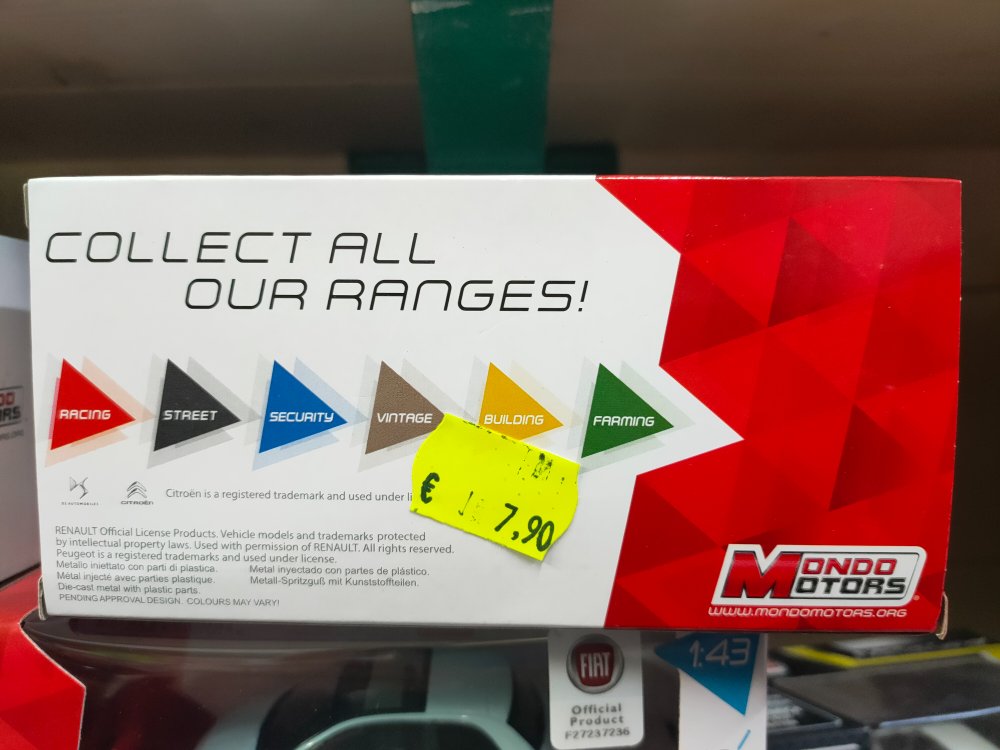 COLLECT ALL
OUR RANGES!
RACING
STREET
SECURITY
VINTAGE
BUILDING
FARMING
DS AUTOMOBILES
CITROËN
Citroën is a registered trademark and used under li
€ 7,90
RENAULT Official License Products. Vehicle models and trademarks protected
by intellectual property laws. Used with permission of RENAULT. All rights reserved.
Peugeot is a registered trademarks and used under license.
Metallo iniettato con parti di plastica.
Métal injecté avec parties plastique.
Die-cast metal with plastic parts.
Metal inyectado con partes de plástico.
Metall-Spritzguß mit Kunststoffteilen.
PENDING APPROVAL DESIGN. COLOURS MAY VARY!
MONDO
MOTORS
WWW.MONDOMOTORS.ORG
FIAT
Official
Product
F27237236
1:43